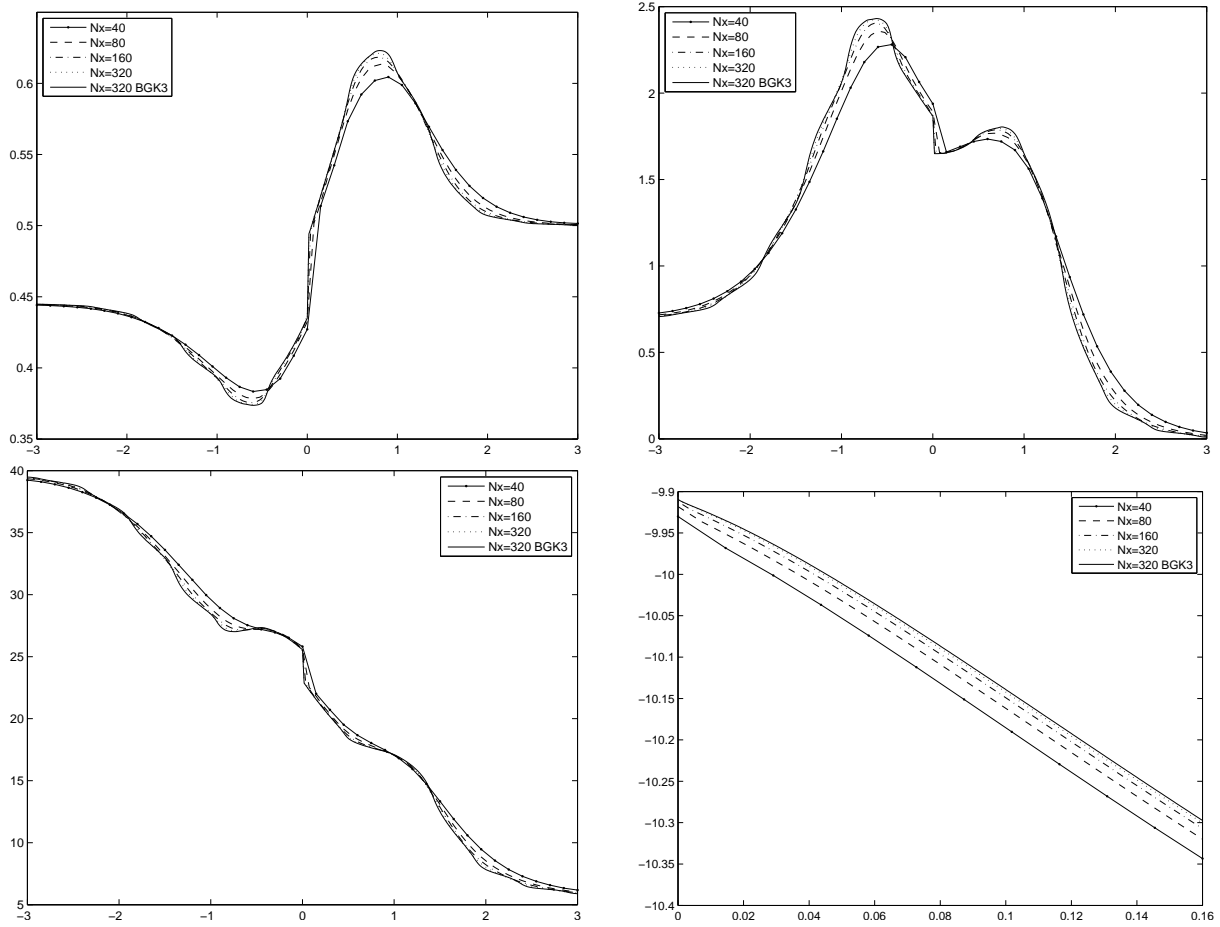 Nx=40
Nx=80
Nx=160
Nx=320
Nx=320 BGK3
0.6
0.55
0.5
0.45
0.4
0.35
−3 −2 −1 0 1 2 3
Nx=40
Nx=80
Nx=160
Nx=320
Nx=320 BGK3
2.5
2
1.5
1
0.5
0
−3 −2 −1 0 1 2 3
Nx=40
Nx=80
Nx=160
Nx=320
Nx=320 BGK3
40
35
30
25
20
15
10
5
−3 −2 −1 0 1 2 3
Nx=40
Nx=80
Nx=160
Nx=320
Nx=320 BGK3
−9.9
−9.95
−10
−10.05
−10.1
−10.15
−10.2
−10.25
−10.3
−10.35
−10.4
0 0.02 0.04 0.06 0.08 0.1 0.12 0.14 0.16